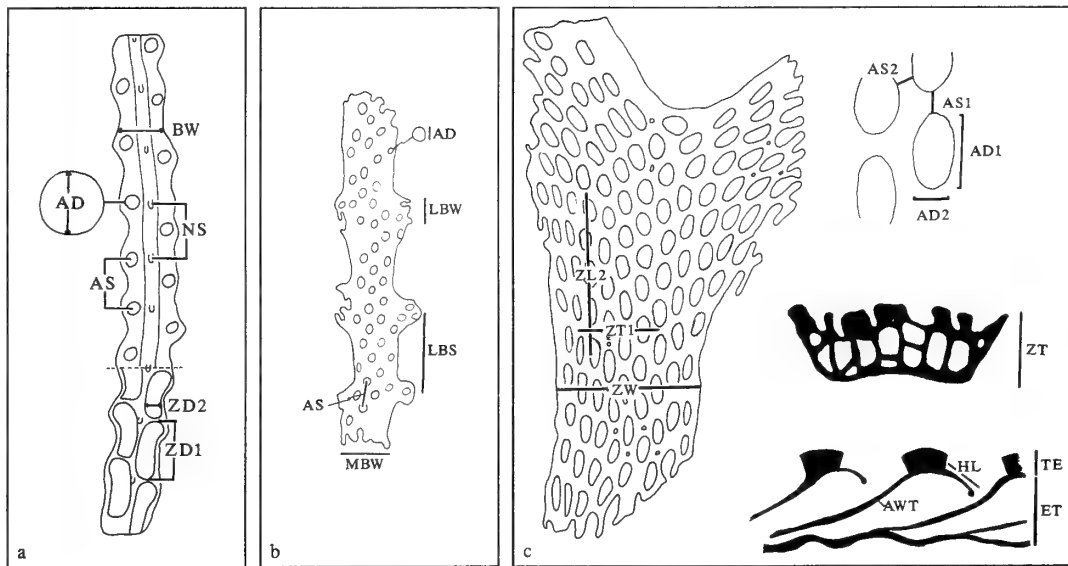 BW
AD
NS
AS
ZD2
ZD1
a
AD
LBW
LBS
AS
MBW
b
ZL2
ZT1
ZW
AS2
AS1
AD1
AD2
ZT
HL
TE
AWT
ET
c